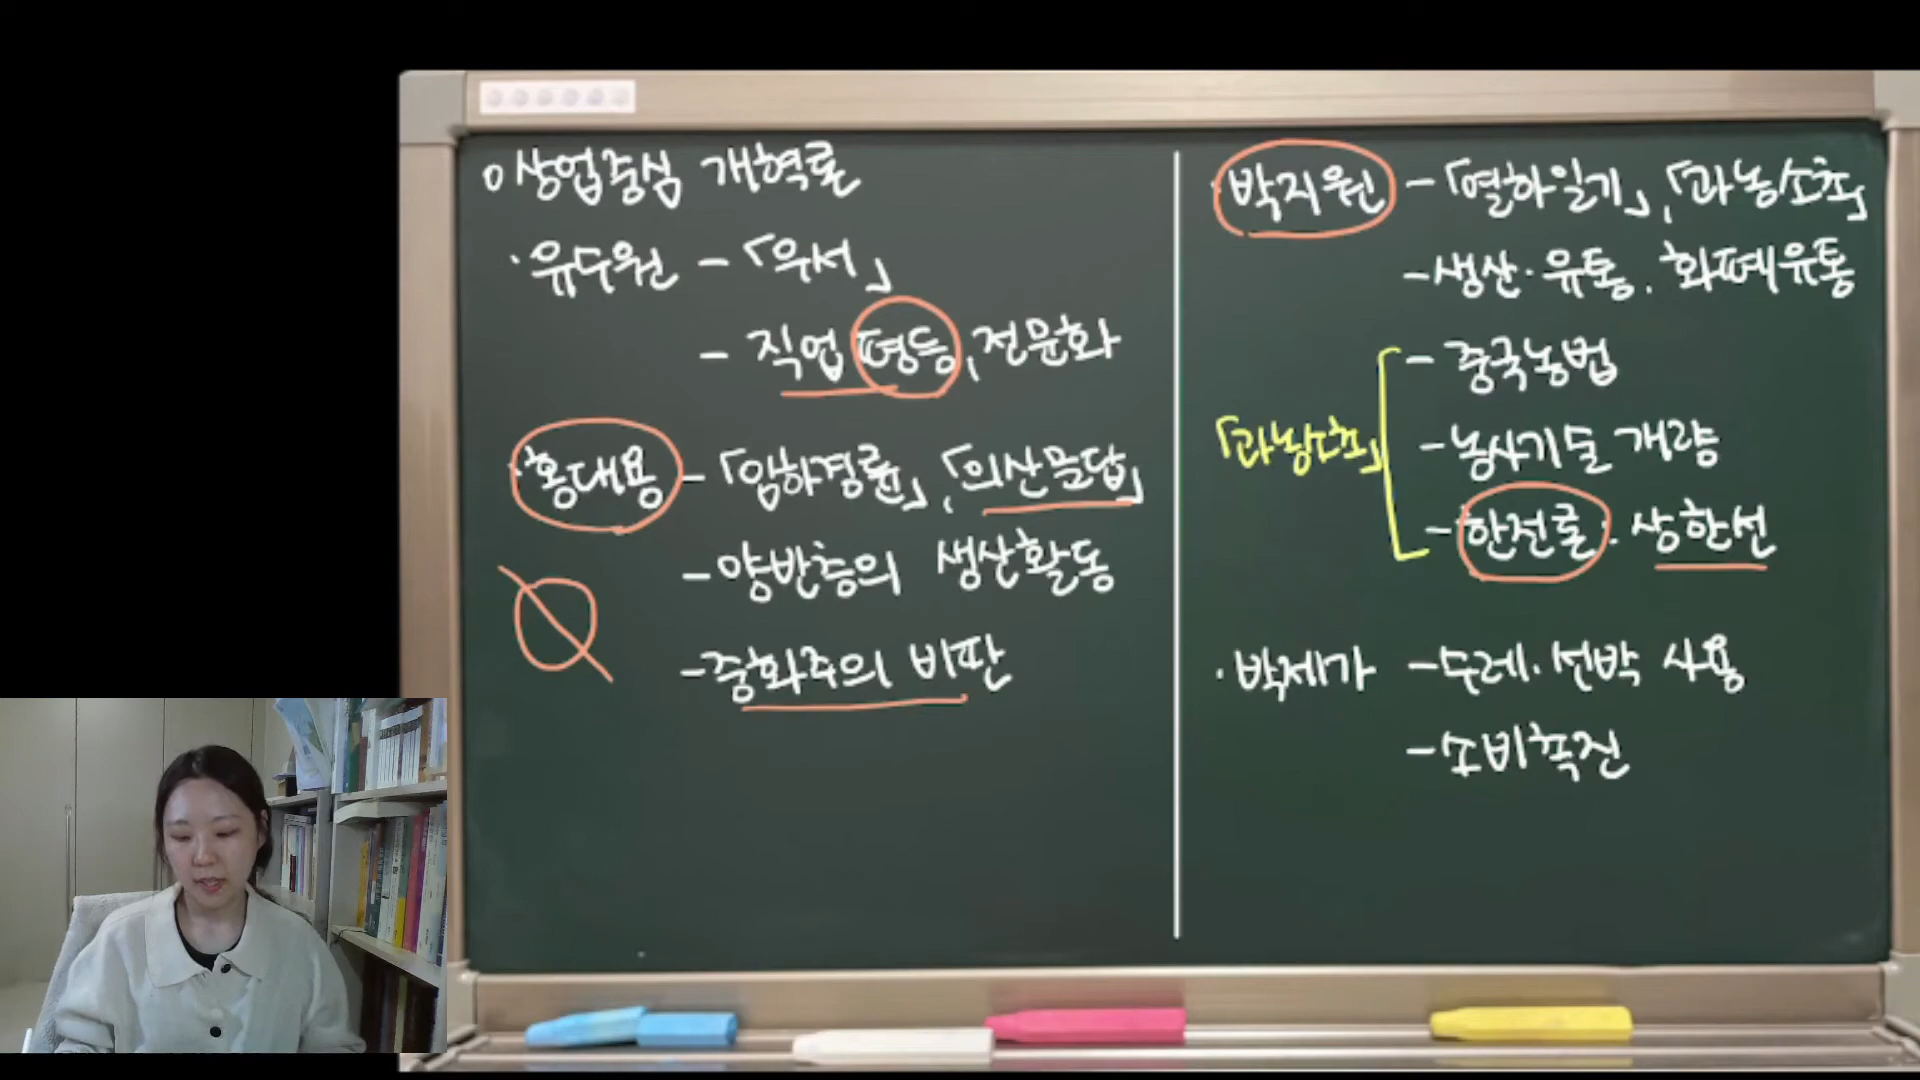 o 상업중심 개혁론
· 유수원 - 「우서」
- 직업 평등, 전문화
· 홍대용 - 「임하경륜」, 「의산문답」
- 양반층의 생산활동
- 중화주의 비판
· 박지원 - 「열하일기」, 「과농소초」
- 생산·유통. 화폐유통
「과농소초」
- 중국농법
- 농사기술 개량
- 한전론 : 상한선
· 박제가 - 수레·선박 사용
- 소비촉진